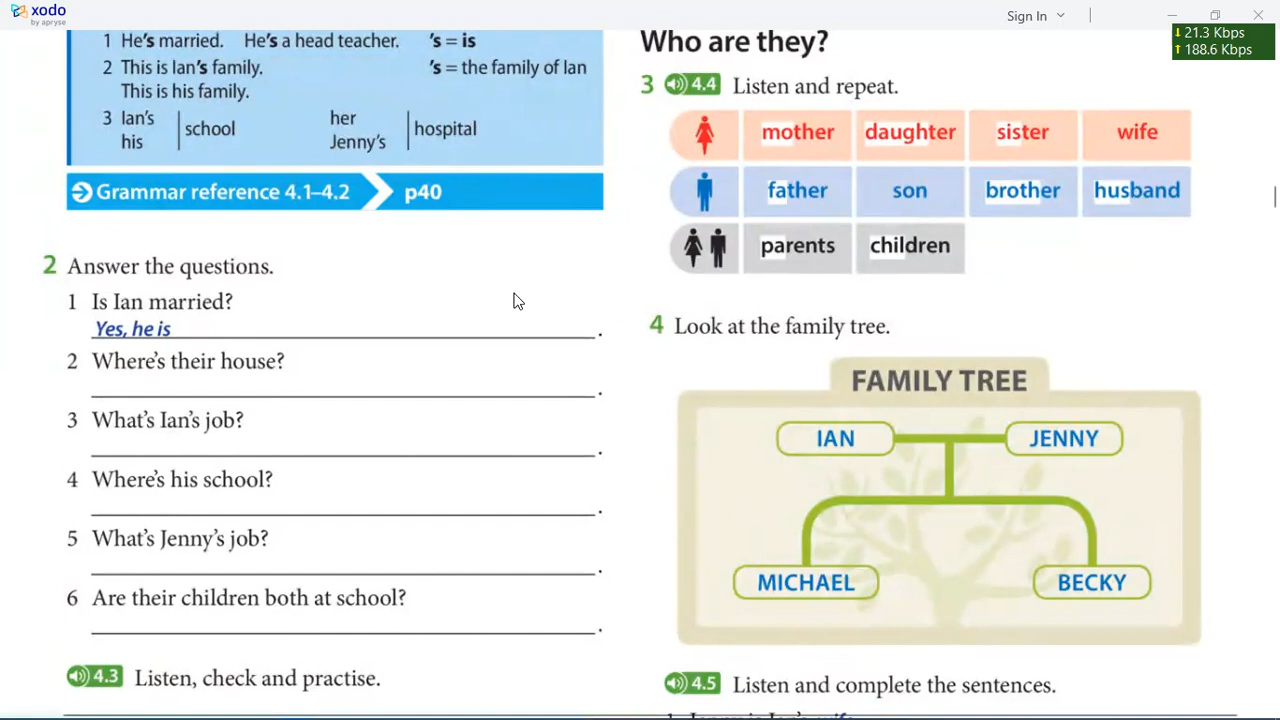 xodo
by apryse
Sign In
21.3 Kbps
188.6 Kbps
1 He's married. He's a head teacher. 's = is
2 This is Ian's family. 's = the family of Ian
This is his family.
3 Ian's his school her Jenny's hospital
Grammar reference 4.1–4.2 p40
2 Answer the questions.
1 Is Ian married?
Yes, he is .
2 Where's their house?
.
3 What's Ian's job?
.
4 Where's his school?
.
5 What's Jenny's job?
.
6 Are their children both at school?
.
4.3 Listen, check and practise.
Who are they?
3 4.4 Listen and repeat.
mother daughter sister wife
father son brother husband
parents children
4 Look at the family tree.
FAMILY TREE
IAN JENNY
MICHAEL BECKY
4.5 Listen and complete the sentences.
1 Jenny is Ian's wife